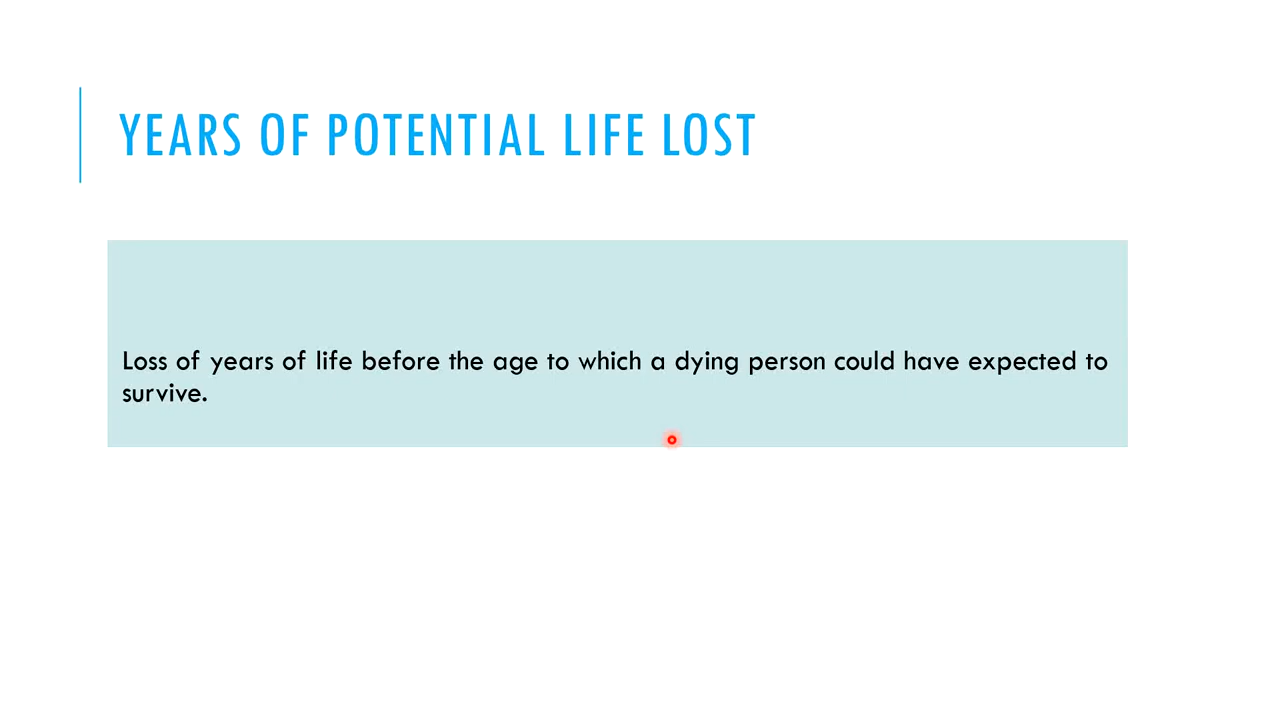 YEARS OF POTENTIAL LIFE LOST
Loss of years of life before the age to which a dying person could have expected to
survive.